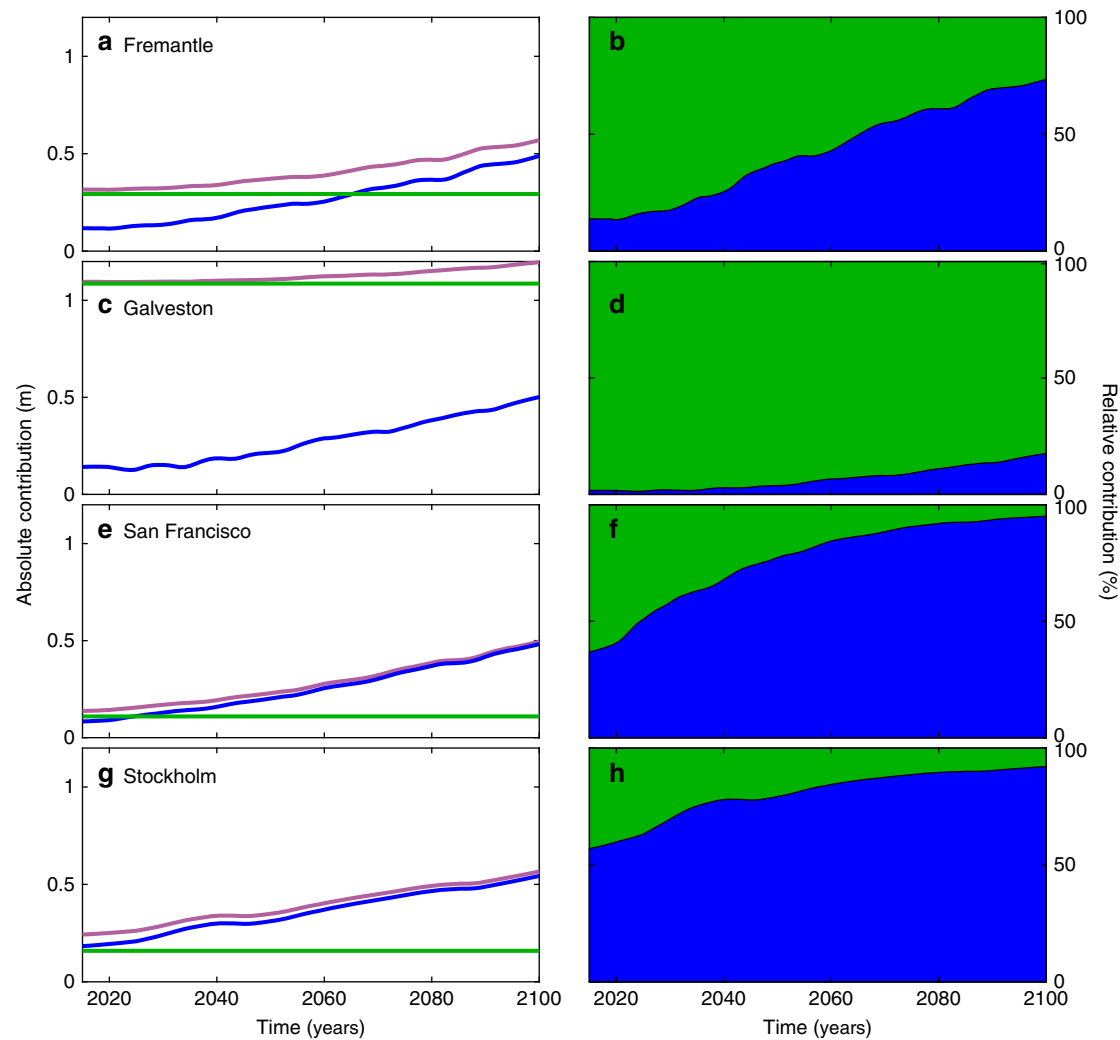 a Fremantle
1
0.5
0
b
100
50
0
c Galveston
1
0.5
0
d
100
50
0
Absolute contribution (m)
Relative contribution (%)
e San Francisco
1
0.5
0
f
100
50
0
g Stockholm
1
0.5
0
h
100
50
0
2020 2040 2060 2080 2100
2020 2040 2060 2080 2100
Time (years)
Time (years)